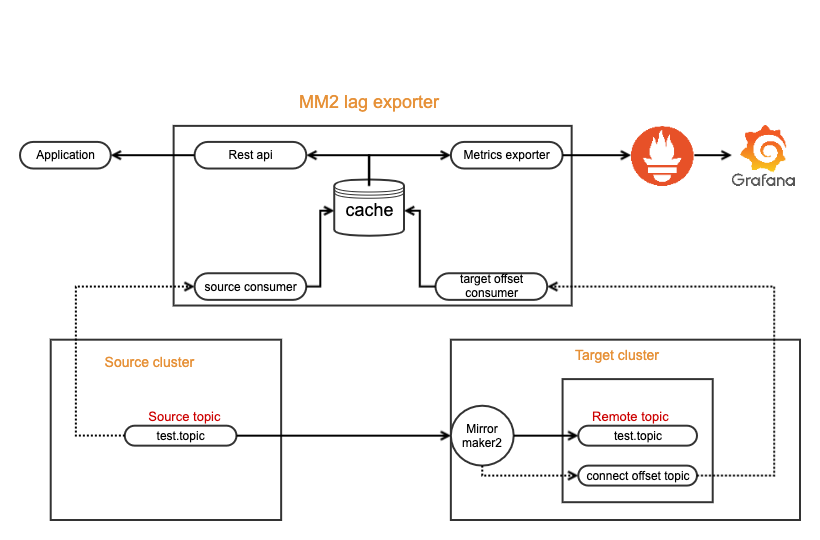 MM2 lag exporter
Application
Rest api
Metrics exporter
Grafana
cache
source consumer
target offset
consumer
Source cluster
Target cluster
Source topic
test.topic
Mirror
maker2
Remote topic
test.topic
connect offset topic